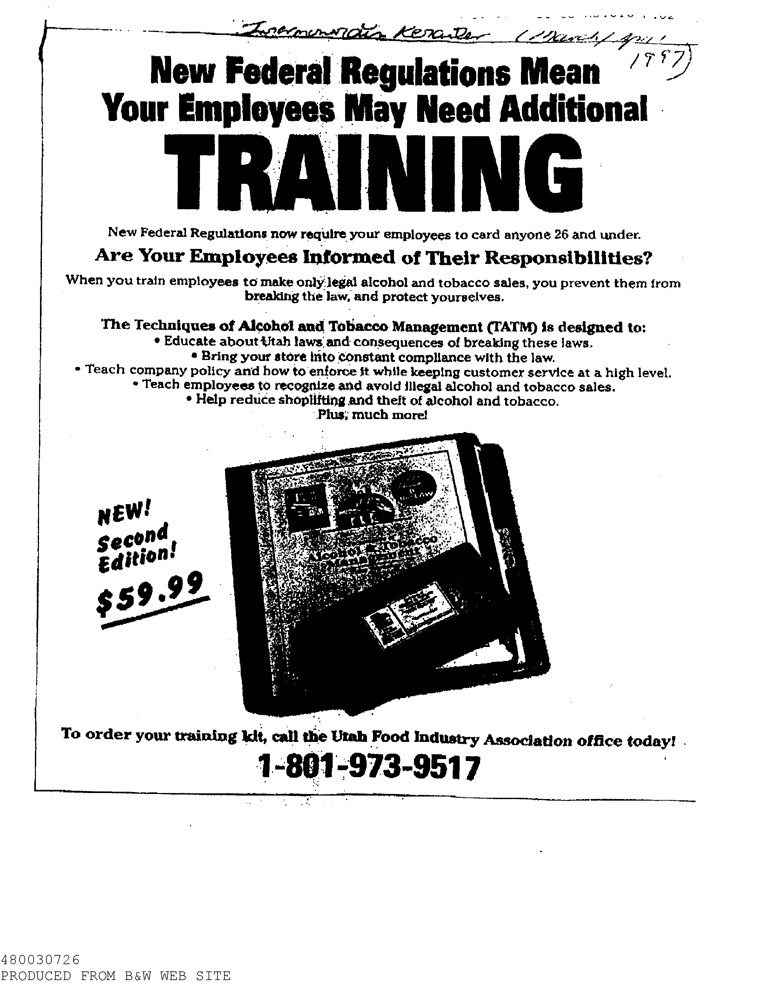 Retailer (March/April
1997)
New Federal Regulations Mean
Your Employees May Need Additional
TRAINING
New Federal Regulations now require your employees to card anyone 26 and under.
Are Your Employees Informed of Their Responsibilities?
When you train employees to make only legal alcohol and tobacco sales, you prevent them from
breaking the law, and protect yourselves.
The Techniques of Alcohol and Tobacco Management (TATM) is designed to:
• Educate about Utah laws and consequences of breaking these laws.
• Bring your store into constant compliance with the law.
• Teach company policy and how to enforce it while keeping customer service at a high level.
• Teach employees to recognize and avoid illegal alcohol and tobacco sales.
• Help reduce shoplifting and theft of alcohol and tobacco.
Plus, much more!
NEW!
Second
Edition!
$59.99
Alcohol & Tobacco
Management
To order your training kit, call the Utah Food Industry Association office today!
1-801-973-9517
480030726
PRODUCED FROM B&W WEB SITE